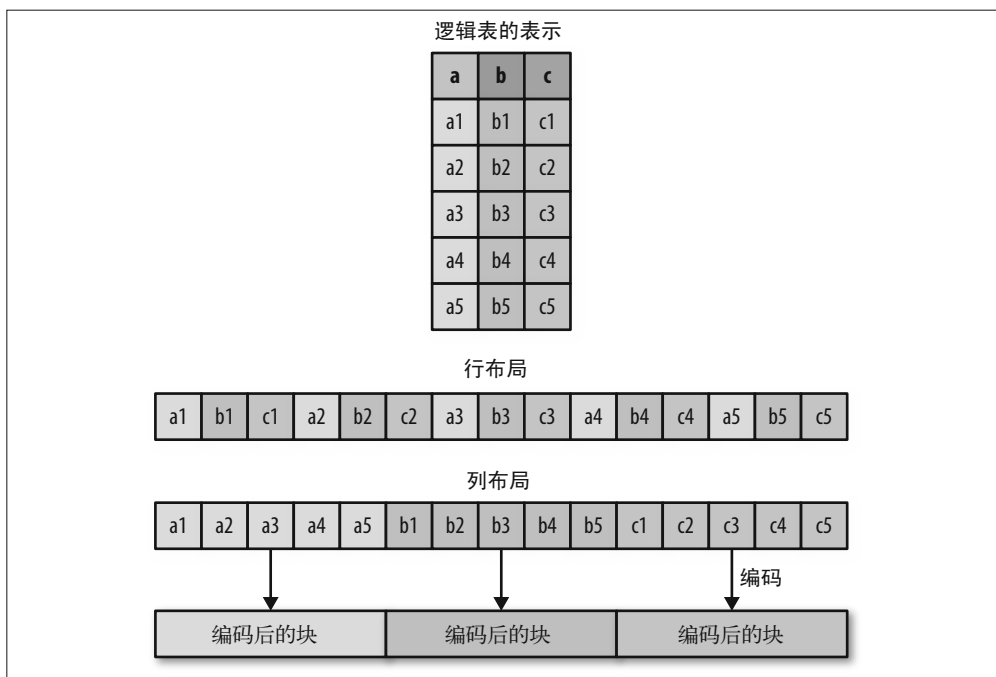 逻辑表的表示
a b c
a1 b1 c1
a2 b2 c2
a3 b3 c3
a4 b4 c4
a5 b5 c5
行布局
a1 b1 c1 a2 b2 c2 a3 b3 c3 a4 b4 c4 a5 b5 c5
列布局
a1 a2 a3 a4 a5 b1 b2 b3 b4 b5 c1 c2 c3 c4 c5
编码
编码后的块 编码后的块 编码后的块